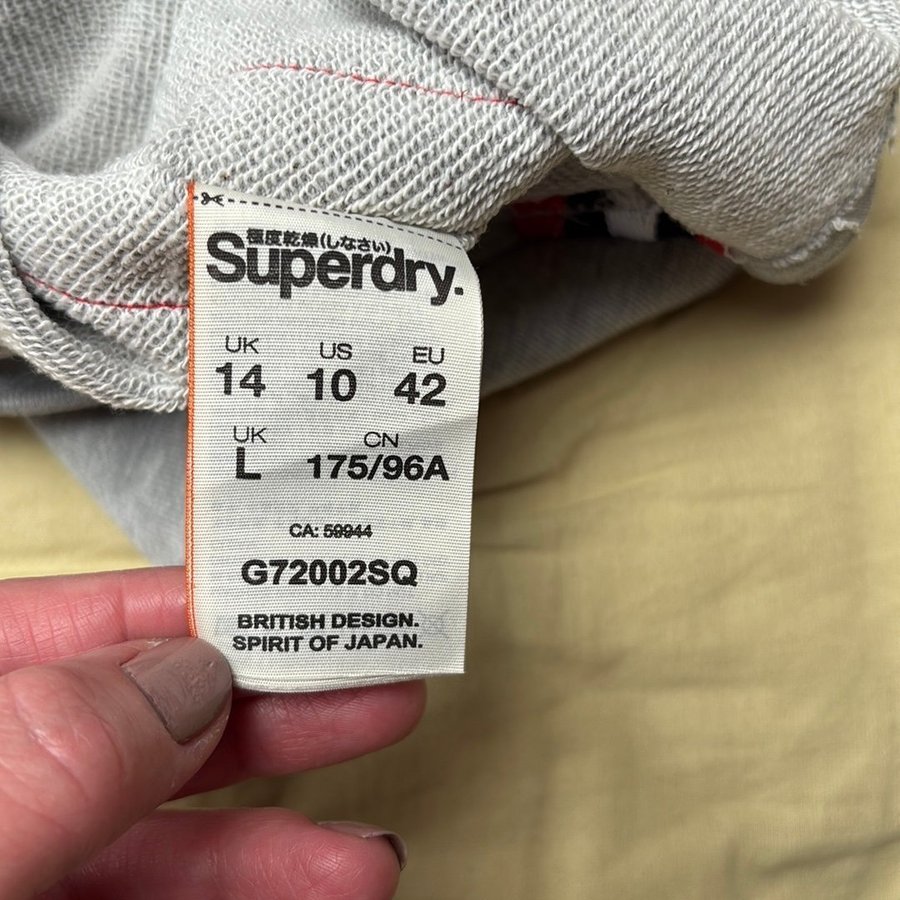 極度乾燥(しなさい)
Superdry.
UK US EU
14 10 42
UK CN
L 175/96A
CA: 59944
G72002SQ
BRITISH DESIGN.
SPIRIT OF JAPAN.